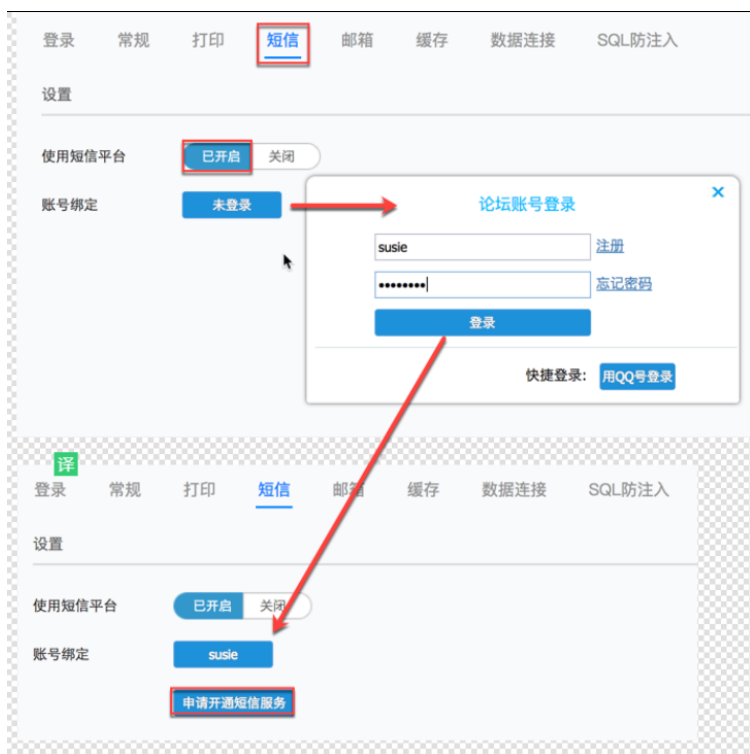 登录 常规 打印 短信 邮箱 缓存 数据连接 SQL防注入
设置
使用短信平台 已开启 关闭
账号绑定 未登录
论坛账号登录
susie 注册
忘记密码
登录
快捷登录: 用QQ号登录
译
登录 常规 打印 短信 邮箱 缓存 数据连接 SQL防注入
设置
使用短信平台 已开启 关闭
账号绑定 susie
申请开通短信服务